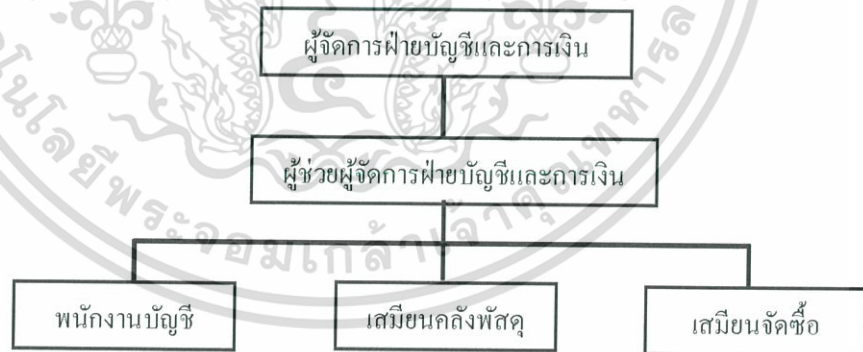 ผู้จัดการฝ่ายบัญชีและการเงิน
ผู้ช่วยผู้จัดการฝ่ายบัญชีและการเงิน
พนักงานบัญชี เสมียนคลังพัสดุ เสมียนจัดซื้อ